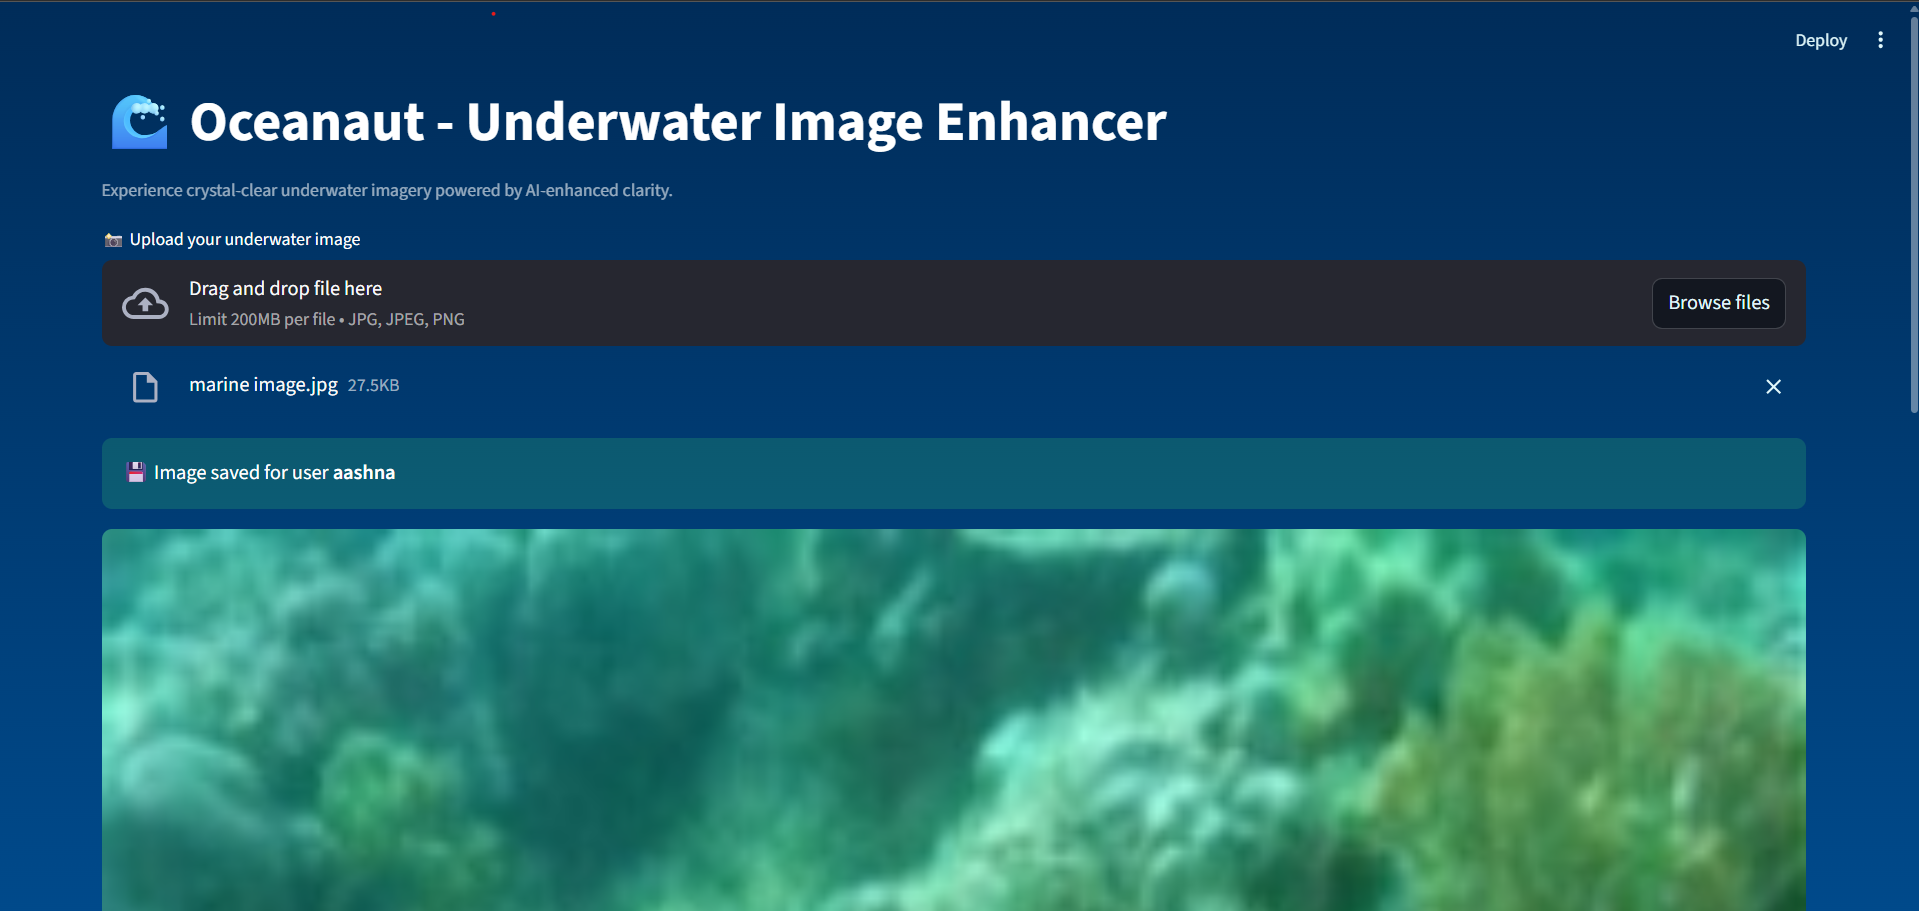 Deploy
Oceanaut - Underwater Image Enhancer
Experience crystal-clear underwater imagery powered by AI-enhanced clarity.
Upload your underwater image
Drag and drop file here
Limit 200MB per file • JPG, JPEG, PNG
Browse files
marine image.jpg 27.5KB
Image saved for user aashna